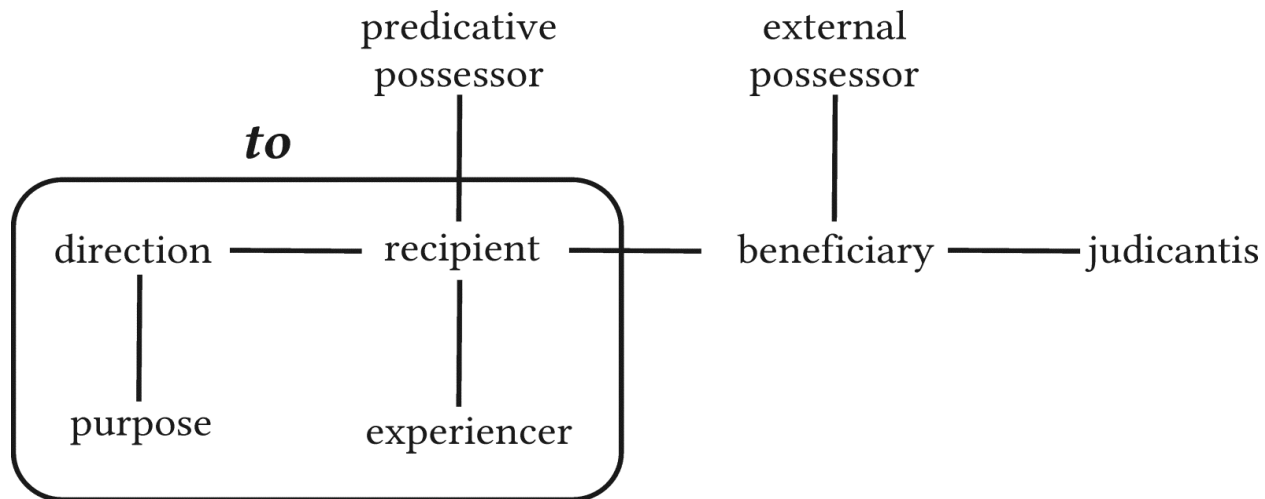 predicative
possessor
external
possessor
to
direction
recipient
beneficiary
judicantis
purpose
experiencer